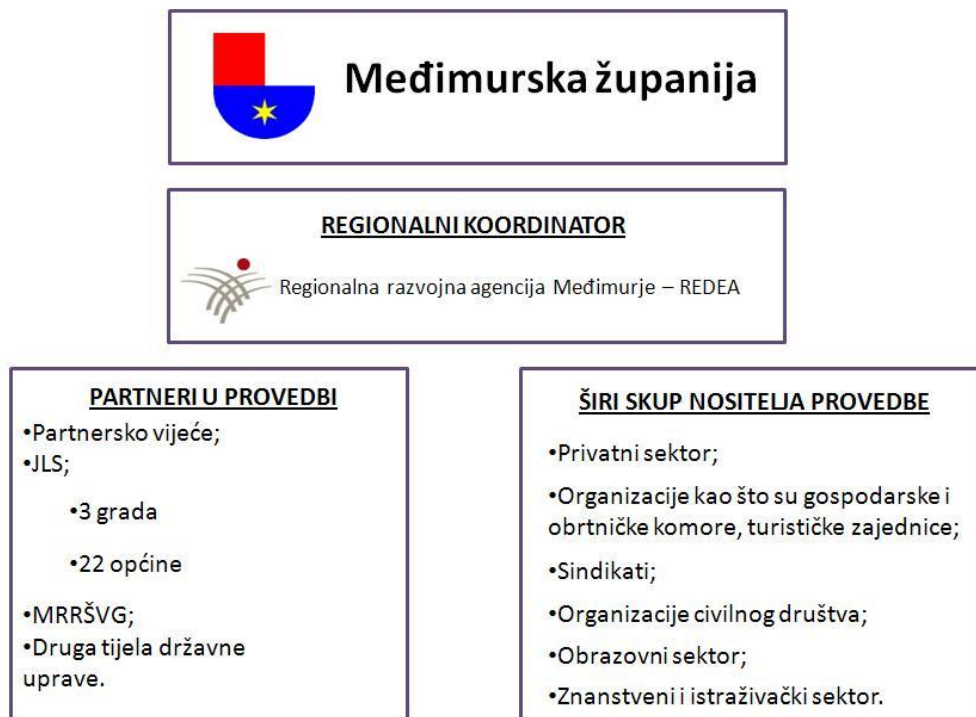 Međimurska županija
REGIONALNI KOORDINATOR
Regionalna razvojna agencija Međimurje – REDEA
PARTNERI U PROVEDBI
•Partnersko vijeće;
•JLS;
•3 grada
•22 općine
•MRRŠVG;
•Druga tijela državne
uprave.
ŠIRI SKUP NOSITELJA PROVEDBE
•Privatni sektor;
•Organizacije kao što su gospodarske i
obrtničke komore, turističke zajednice;
•Sindikati;
•Organizacije civilnog društva;
•Obrazovni sektor;
•Znanstveni i istraživački sektor.